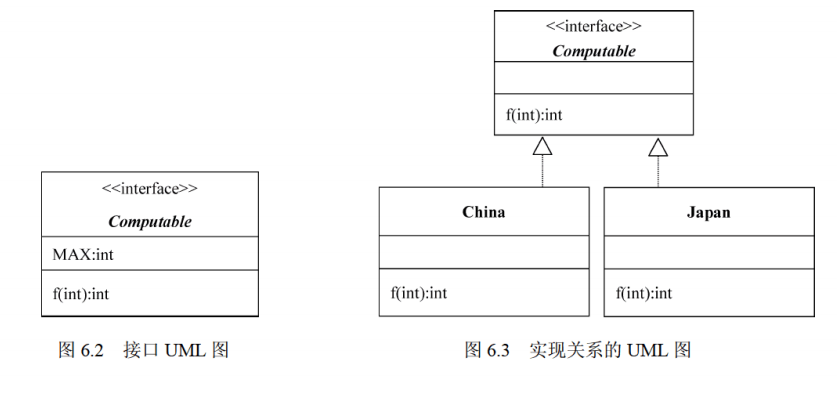 <<interface>>
Computable
MAX:int
f(int):int
图 6.2 接口 UML 图
<<interface>>
Computable
f(int):int
China
f(int):int
Japan
f(int):int
图 6.3 实现关系的 UML 图